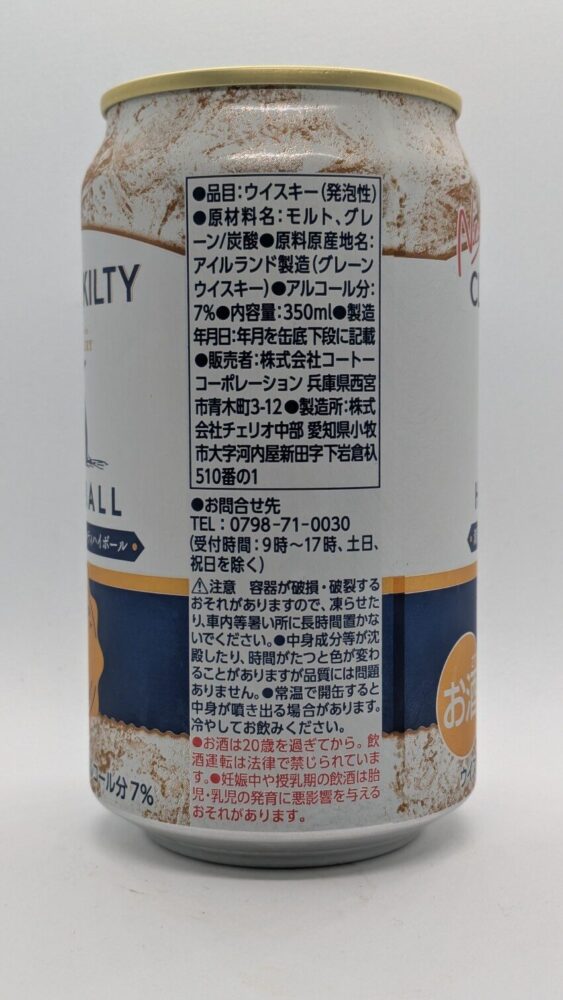 ●品目:ウイスキー(発泡性)
●原材料名:モルト、グレ
ーン/炭酸●原料原産地名:
アイルランド製造(グレーン
ウイスキー)●アルコール分:
7%●内容量:350ml●製造
年月日:年月を缶底下段に記載
●販売者:株式会社コートー
コーポレーション 兵庫県西宮
市青木町3-12●製造所:株式
会社チェリオ中部 愛知県小牧
市大字河内屋新田字下岩倉杁
510番の1
●お問合せ先
TEL:0798-71-0030
(受付時間:9時~17時、土日、
祝日を除く)
⚠注意 容器が破損・破裂する
おそれがありますので、凍らせた
り、車内等暑い所に長時間置かな
いでください。●中身成分等が沈
殿したり、時間がたつと色が変わ
ることがありますが品質には問題
ありません。●常温で開缶すると
中身が噴き出る場合があります。
冷やしてお飲みください。
●お酒は20歳を過ぎてから。飲
酒運転は法律で禁じられていま
す。●妊娠中や授乳期の飲酒は胎
児・乳児の発育に悪影響を与える
おそれがあります。
KILTY
ALL
ハイボール
コール分7%
C
お酒
ウイ